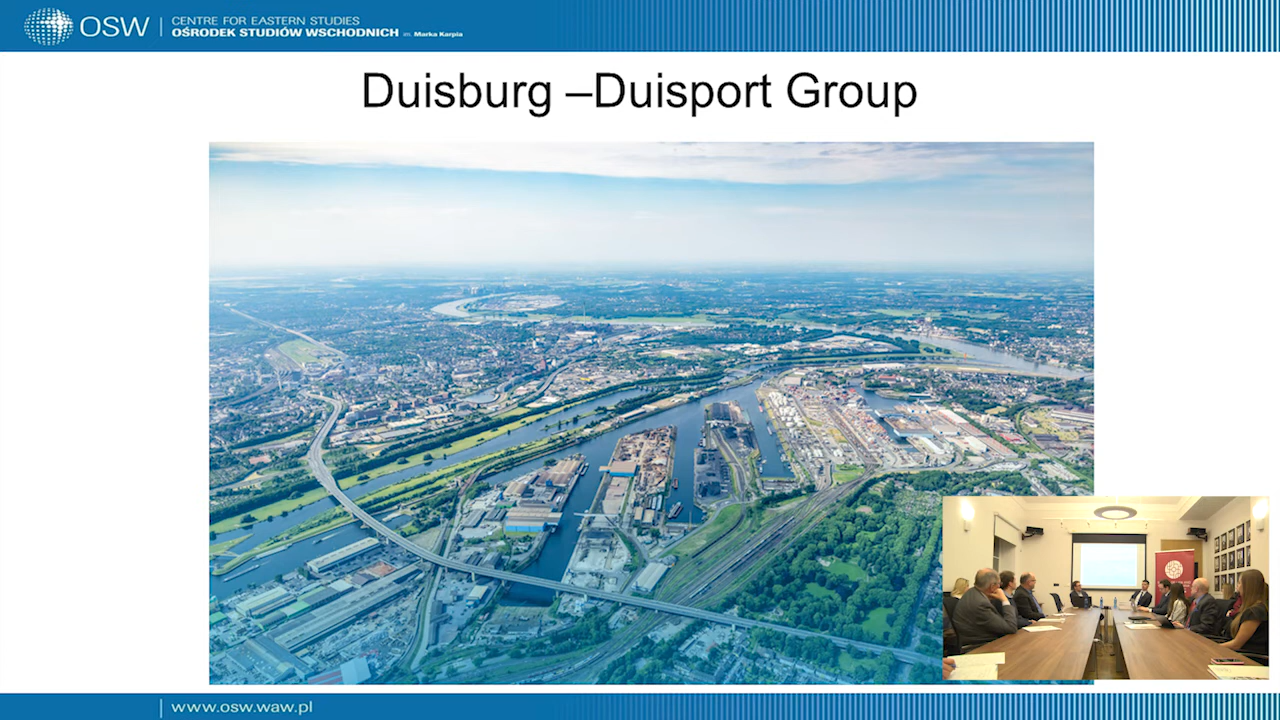 OSW
CENTRE FOR EASTERN STUDIES
OŚRODEK STUDIÓW WSCHODNICH im. Marka Karpia
Duisburg –Duisport Group
www.osw.waw.pl